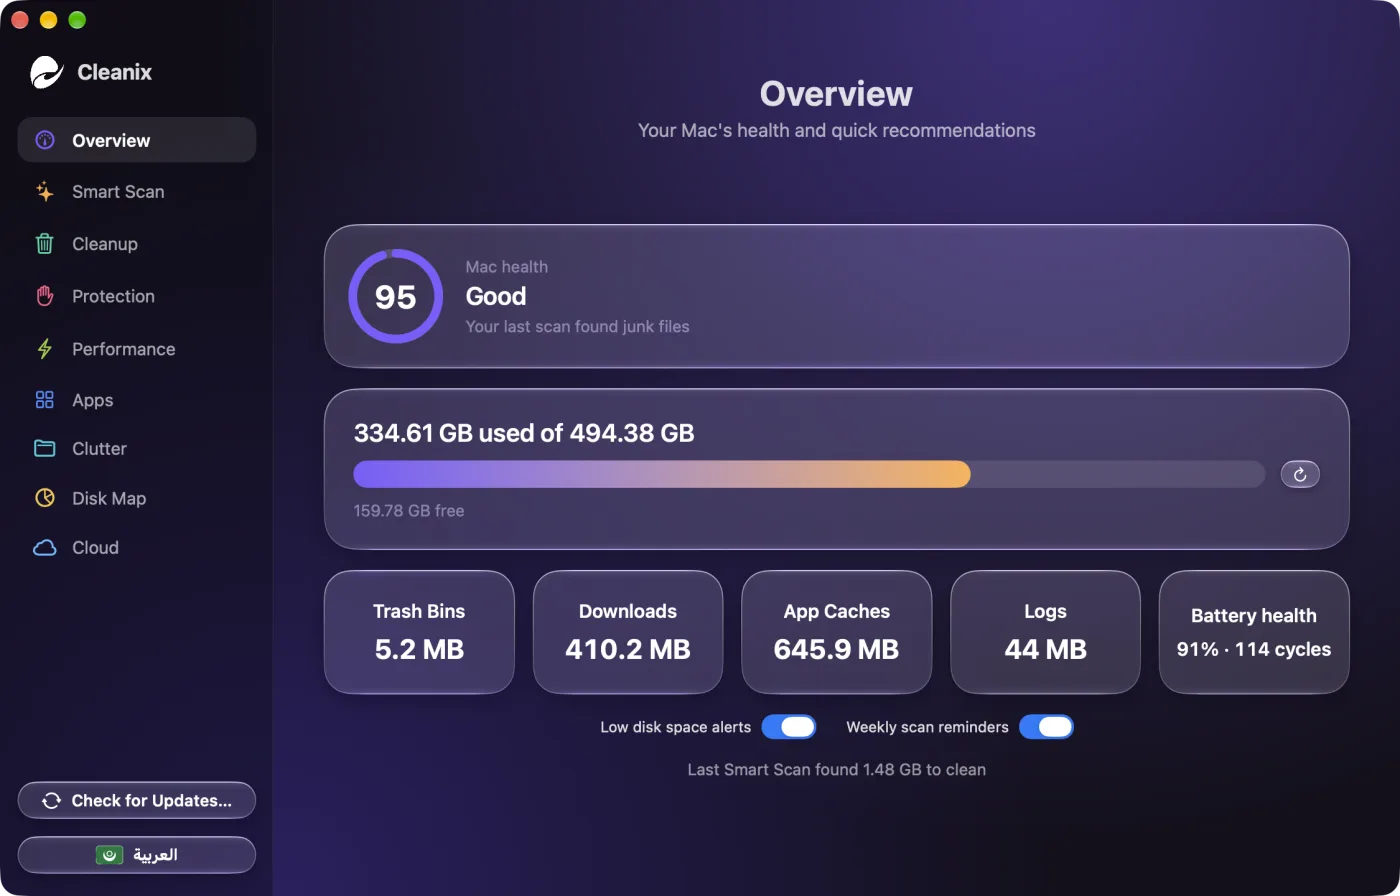 Cleanix
Overview
Smart Scan
Cleanup
Protection
Performance
Apps
Clutter
Disk Map
Cloud
Check for Updates...
العربية
Overview
Your Mac's health and quick recommendations
95
Mac health
Good
Your last scan found junk files
334.61 GB used of 494.38 GB
159.78 GB free
Trash Bins
5.2 MB
Downloads
410.2 MB
App Caches
645.9 MB
Logs
44 MB
Battery health
91% · 114 cycles
Low disk space alerts
Weekly scan reminders
Last Smart Scan found 1.48 GB to clean